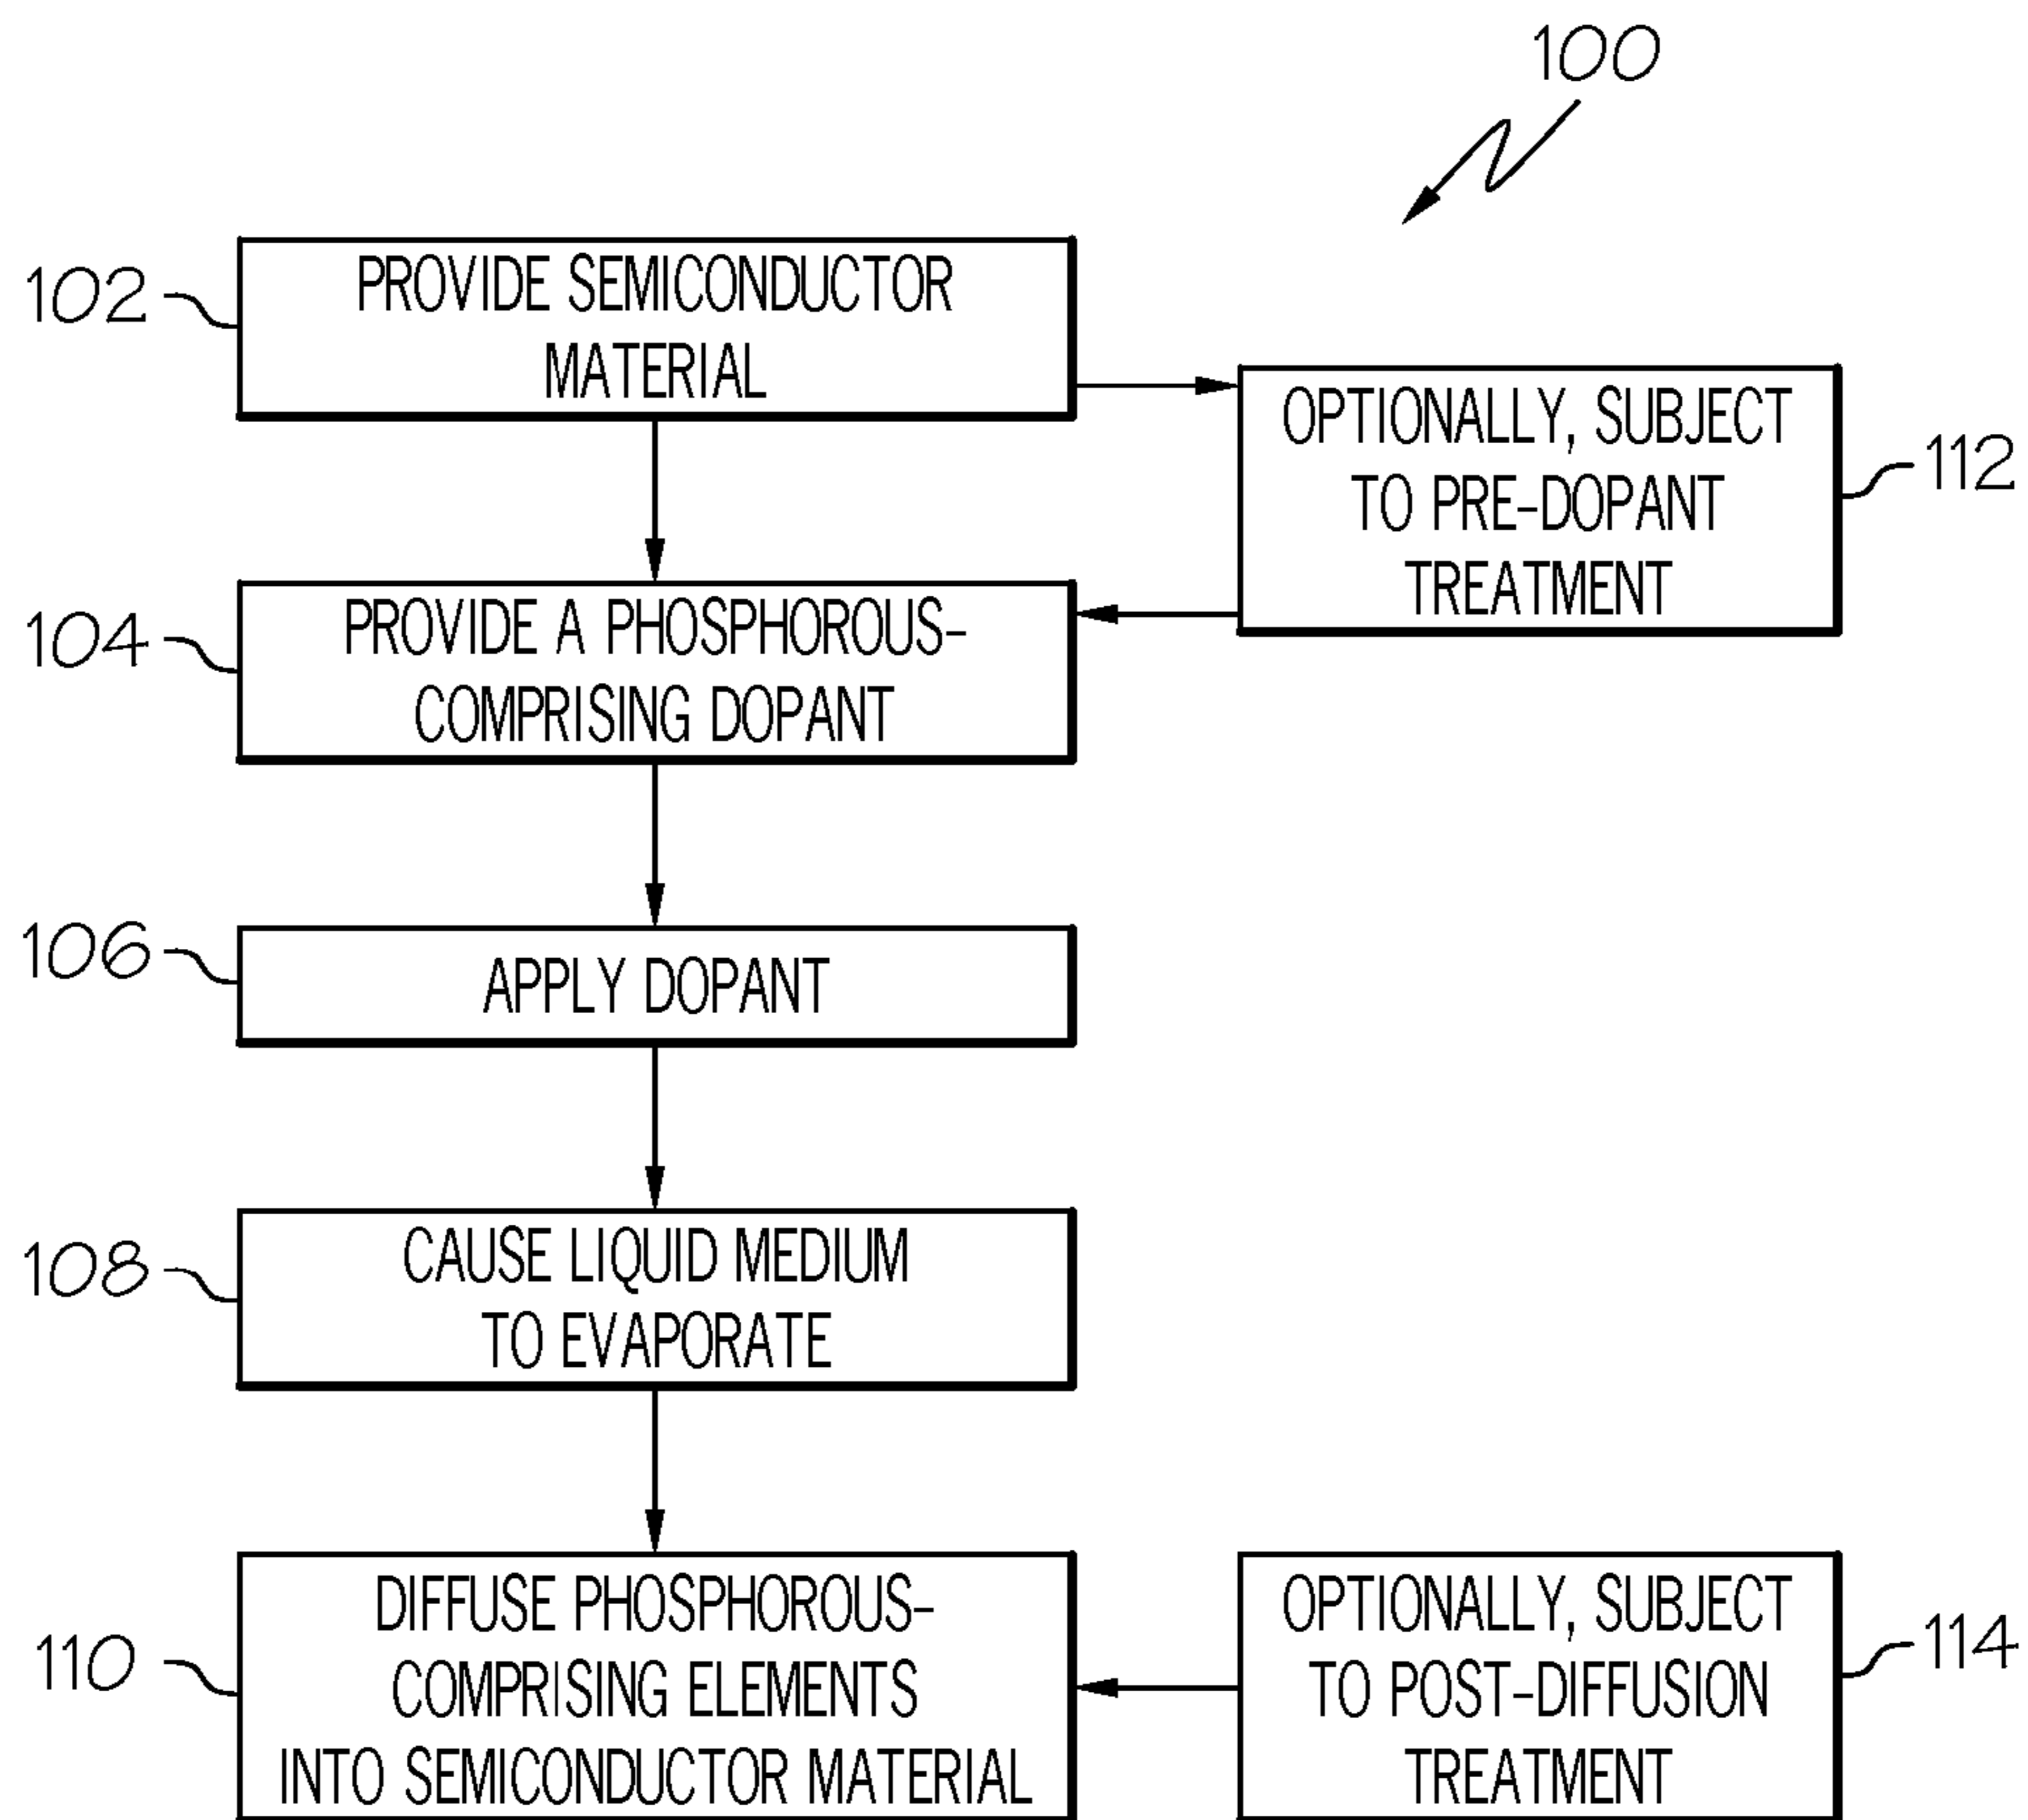 100
102
PROVIDE SEMICONDUCTOR
MATERIAL
OPTIONALLY, SUBJECT
TO PRE-DOPANT
TREATMENT
112
104
PROVIDE A PHOSPHOROUS-
COMPRISING DOPANT
106
APPLY DOPANT
108
CAUSE LIQUID MEDIUM
TO EVAPORATE
110
DIFFUSE PHOSPHOROUS-
COMPRISING ELEMENTS
INTO SEMICONDUCTOR MATERIAL
OPTIONALLY, SUBJECT
TO POST-DIFFUSION
TREATMENT
114